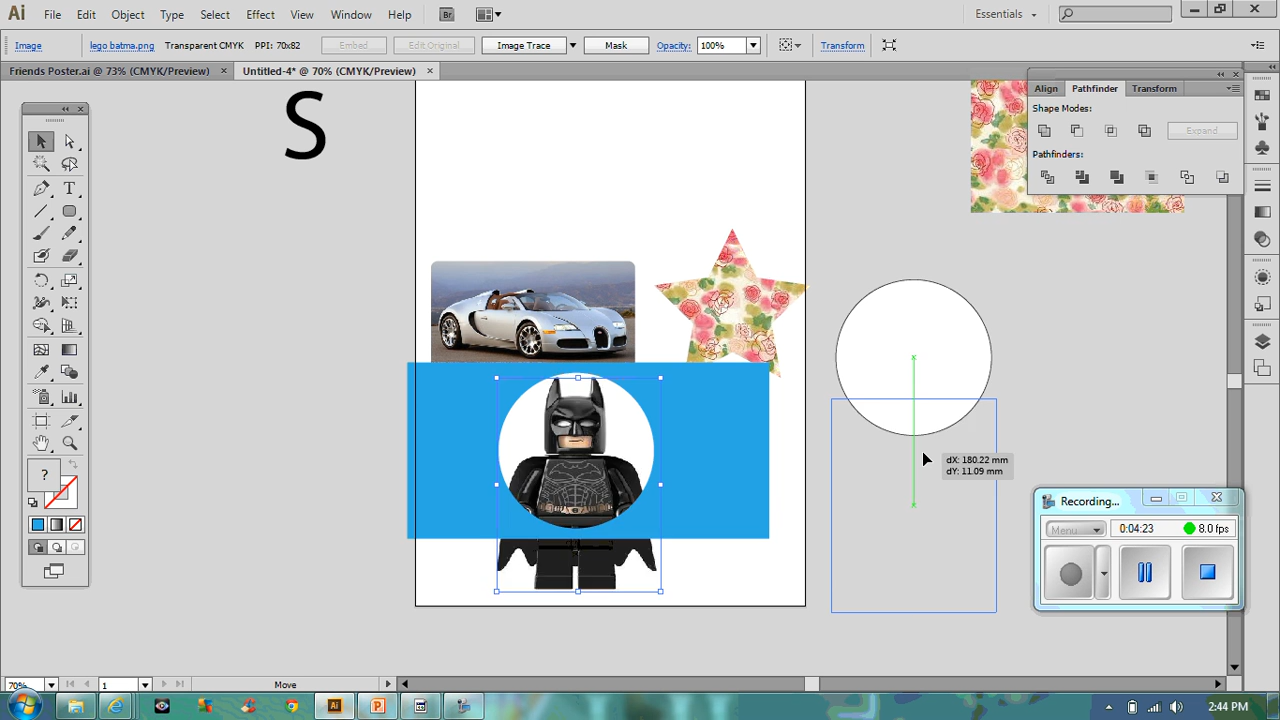 Ai File Edit Object Type Select Effect View Window Help Br Essentials
Image lego batma.png Transparent CMYK PPI: 70x82 Embed Edit Original Image Trace Mask Opacity: 100% Transform
Friends Poster.ai @ 73% (CMYK/Preview) × Untitled-4* @ 70% (CMYK/Preview) ×
S
Align Pathfinder Transform
Shape Modes:
Expand
Pathfinders:
T
dX: 180.22 mm
dY: 11.09 mm
?
Recording...
Menu 0:04:23 8.0 fps
70% 1 Move
2:44 PM